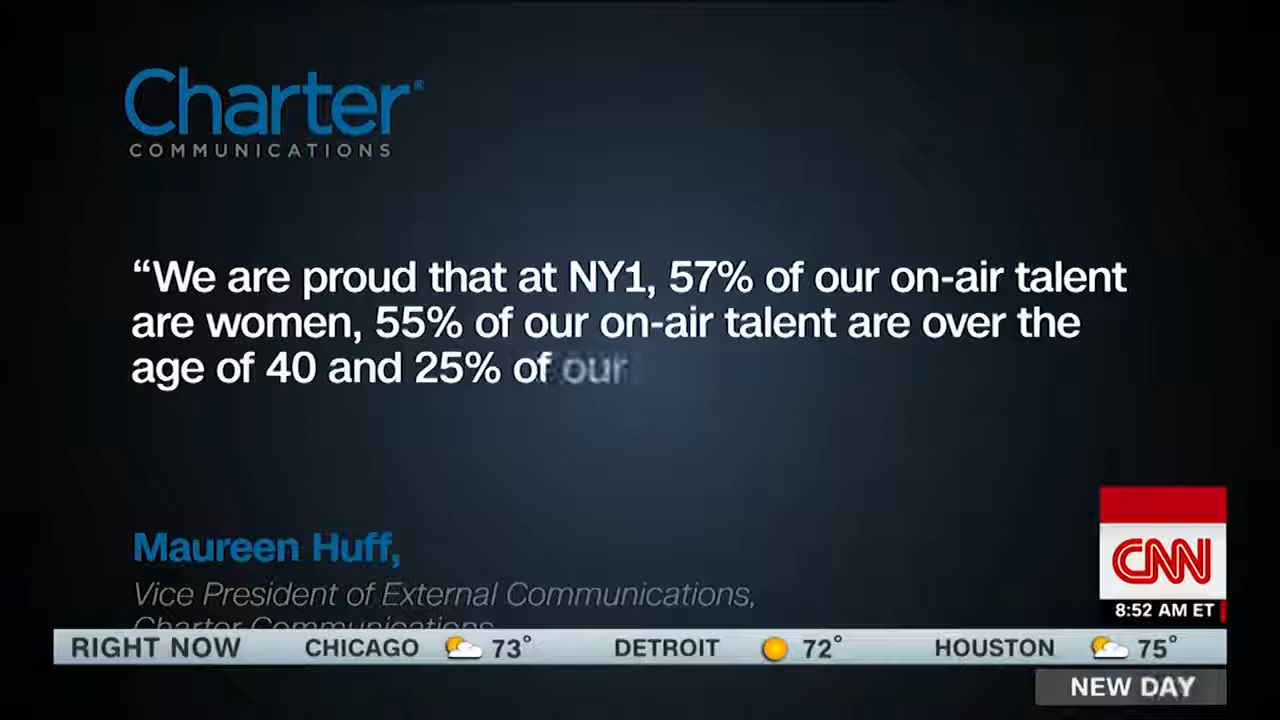 Charter®
COMMUNICATIONS
“We are proud that at NY1, 57% of our on-air talent
are women, 55% of our on-air talent are over the
age of 40 and 25% of our
Maureen Huff,
Vice President of External Communications,
Charter Communications
CNN
8:52 AM ET
RIGHT NOW CHICAGO 73° DETROIT 72° HOUSTON 75°
NEW DAY